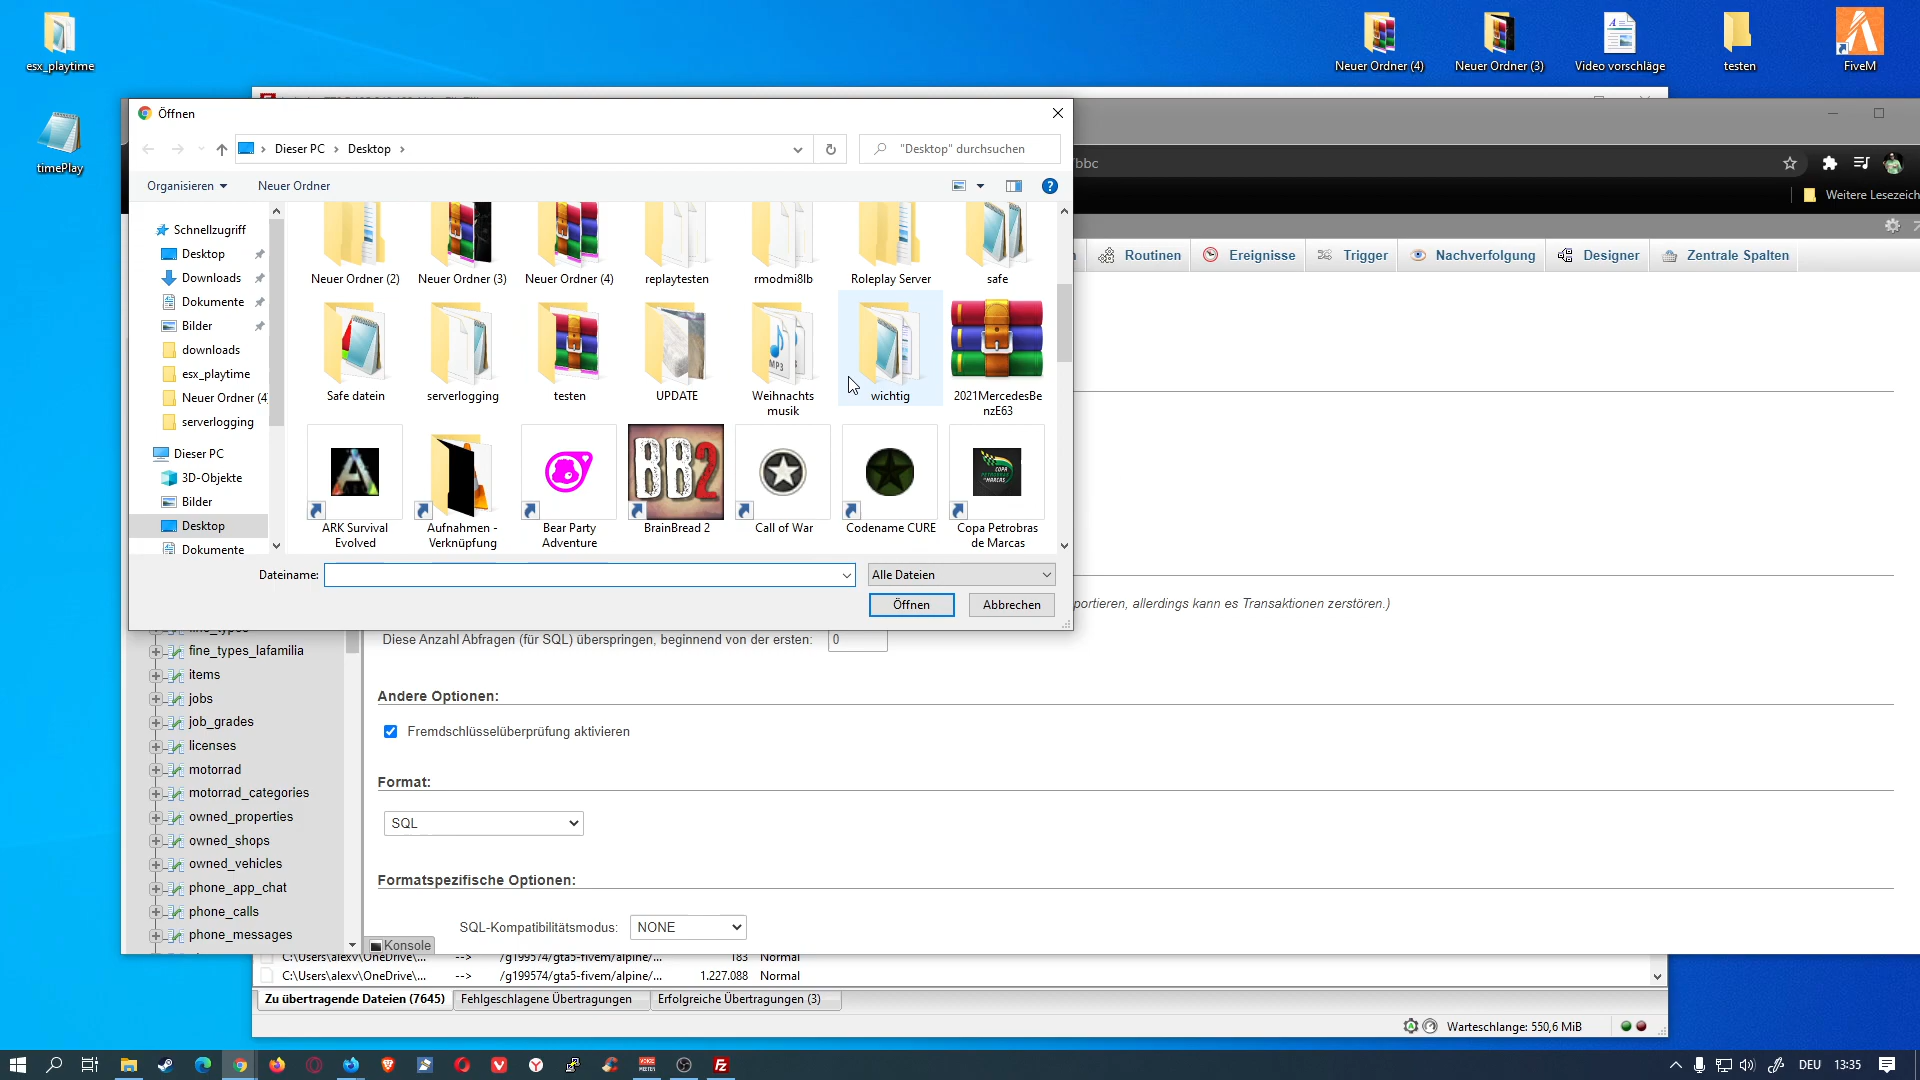 esx_playtime
timePlay
Neuer Ordner (4)
Neuer Ordner (3)
Video vorschläge
testen
FiveM
Öffnen
Dieser PC
Desktop
"Desktop" durchsuchen
Organisieren
Neuer Ordner
Schnellzugriff
Desktop
Downloads
Dokumente
Bilder
downloads
esx_playtime
Neuer Ordner (4
serverlogging
Dieser PC
3D-Objekte
Bilder
Desktop
Dokumente
Neuer Ordner (2)
Neuer Ordner (3)
Neuer Ordner (4)
replaytesten
rmodmi8lb
Roleplay Server
safe
Safe datein
serverlogging
testen
UPDATE
MP3
Weihnachts
musik
wichtig
2021MercedesBe
nzE63
BB2
COPA
PETROBRAS
DE MARCAS
ARK Survival
Evolved
Aufnahmen -
Verknüpfung
Bear Party
Adventure
BrainBread 2
Call of War
Codename CURE
Copa Petrobras
de Marcas
Dateiname:
Alle Dateien
Öffnen
Abbrechen
bbc
Weitere Lesezeich
Routinen
Ereignisse
Trigger
Nachverfolgung
Designer
Zentrale Spalten
portieren, allerdings kann es Transaktionen zerstören.)
Diese Anzahl Abfragen (für SQL) überspringen, beginnend von der ersten:
0
Andere Optionen:
Fremdschlüsselüberprüfung aktivieren
Format:
SQL
Formatspezifische Optionen:
SQL-Kompatibilitätsmodus:
NONE
fine_types
fine_types_lafamilia
items
jobs
job_grades
licenses
motorrad
motorrad_categories
owned_properties
owned_shops
owned_vehicles
phone_app_chat
phone_calls
phone_messages
Konsole
C:\Users\alexv\OneDrive\... --> /g199574/gta5-fivem/alpine/... 183 Normal
C:\Users\alexv\OneDrive\... --> /g199574/gta5-fivem/alpine/... 1.227.088 Normal
Zu übertragende Dateien (7645)
Fehlgeschlagene Übertragungen
Erfolgreiche Übertragungen (3)
Warteschlange: 550,6 MiB
DEU
13:35